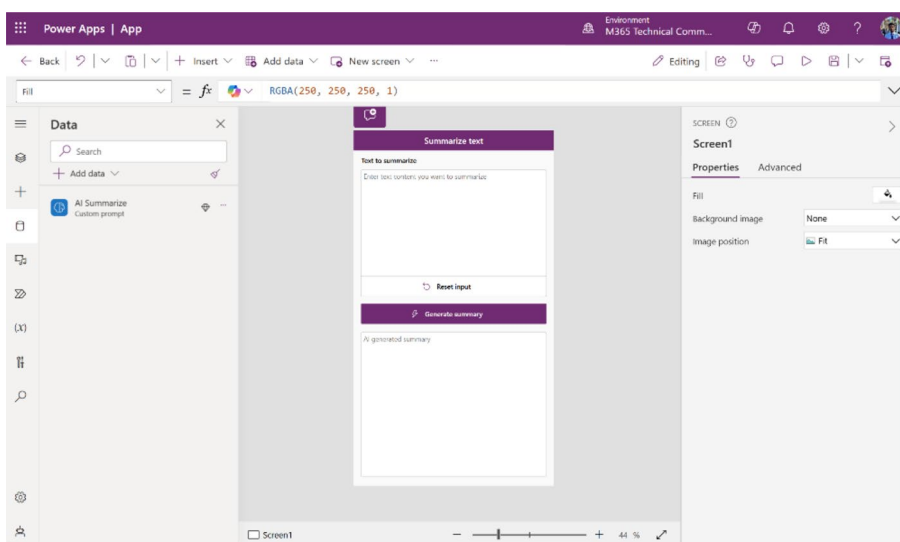 Power Apps | App
Environment
M365 Technical Comm...
Back
Insert
Add data
New screen
...
Editing
Fill
= fx
RGBA(250, 250, 250, 1)
Data
Search
Add data
AI Summarize
Custom prompt
...
(x)
Summarize text
Text to summarize
Enter text content you want to summarize
Reset input
Generate summary
AI generated summary
SCREEN
Screen1
Properties
Advanced
Fill
Background image
None
Image position
Fit
Screen1
44 %